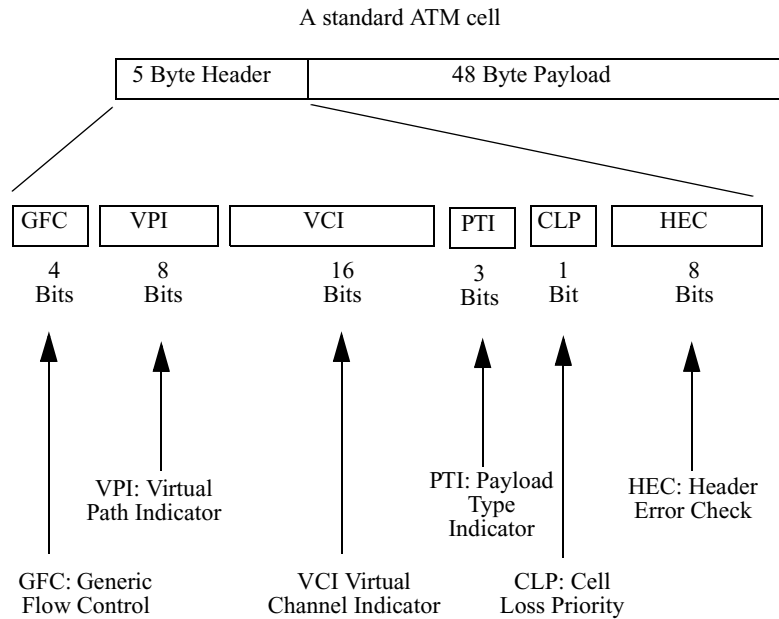 A standard ATM cell
5 Byte Header
48 Byte Payload
GFC
VPI
VCI
PTI
CLP
HEC
4
Bits
8
Bits
16
Bits
3
Bits
1
Bit
8
Bits
VPI: Virtual
Path Indicator
PTI: Payload
Type
Indicator
HEC: Header
Error Check
GFC: Generic
Flow Control
VCI Virtual
Channel Indicator
CLP: Cell
Loss Priority